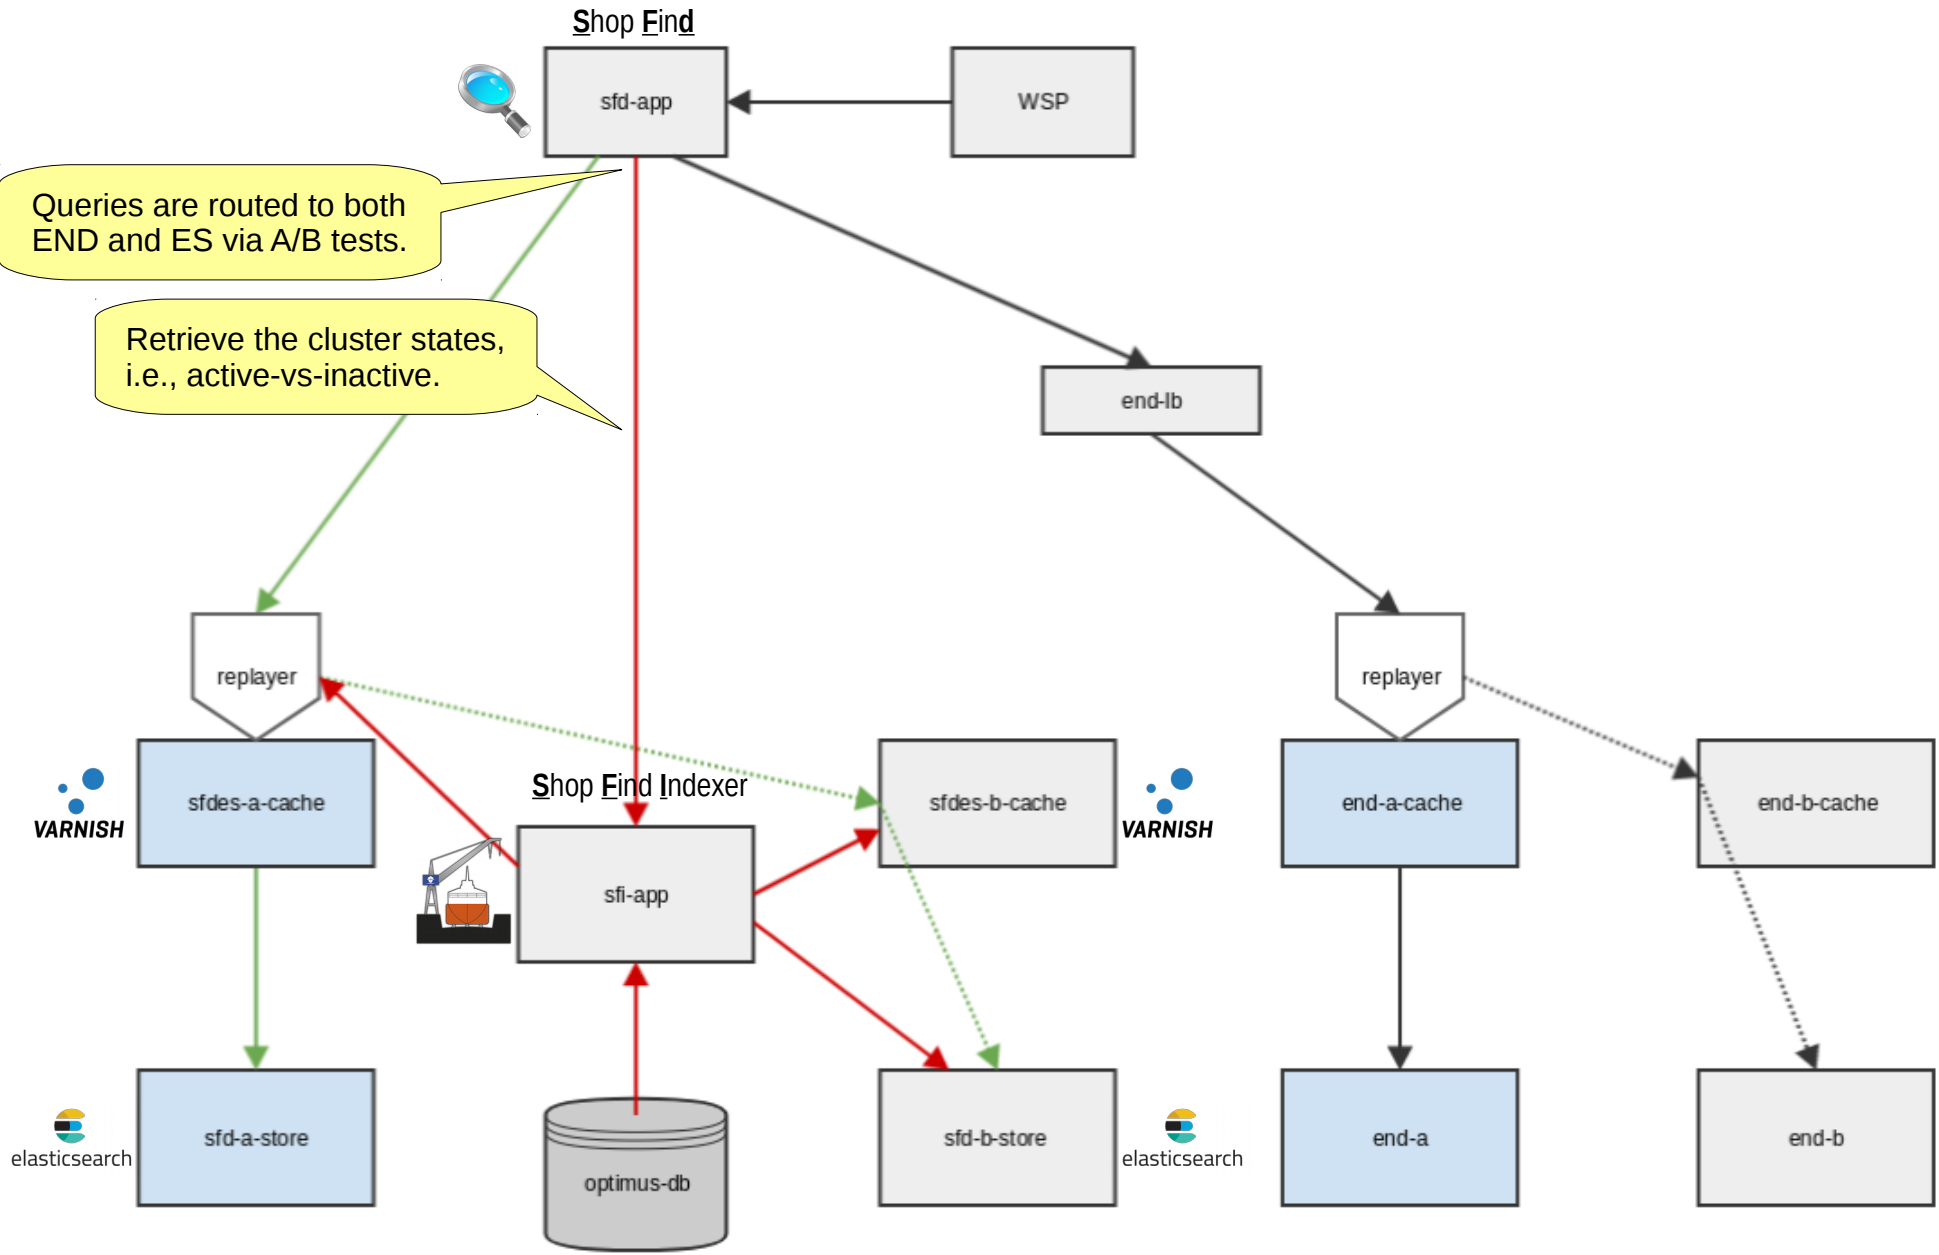 Shop Find
sfd-app
WSP
Queries are routed to both
END and ES via A/B tests.
Retrieve the cluster states,
i.e., active-vs-inactive.
end-lb
replayer
replayer
Shop Find Indexer
sfdes-a-cache
VARNISH
sfi-app
sfdes-b-cache
VARNISH
end-a-cache
end-b-cache
sfd-a-store
elasticsearch
optimus-db
sfd-b-store
elasticsearch
end-a
end-b